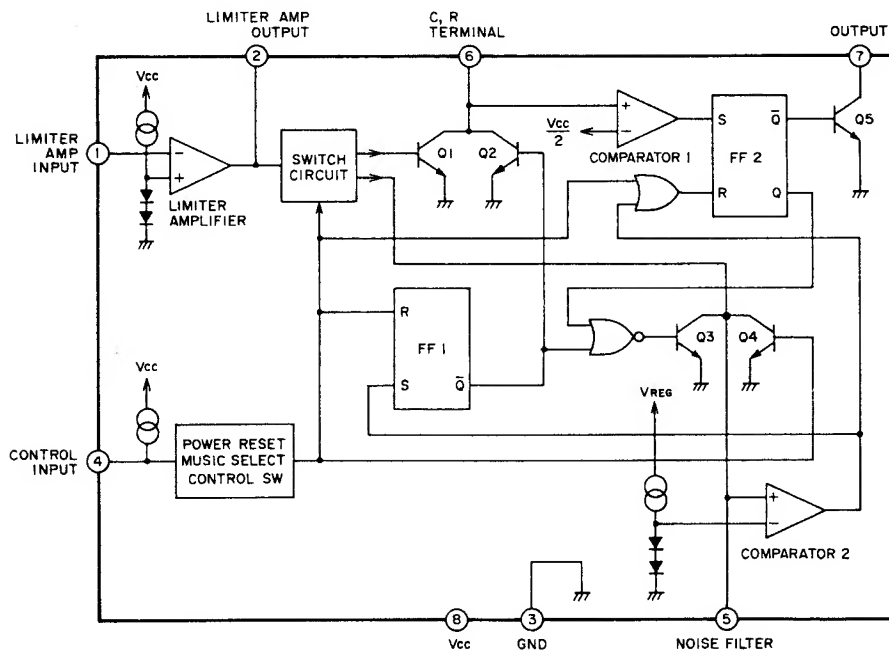 LIMITER AMP
OUTPUT
C, R
TERMINAL
OUTPUT
2
6
7
Vcc
LIMITER
AMP
INPUT
1
−
+
LIMITER
AMPLIFIER
SWITCH
CIRCUIT
Q1
Q2
+
−
Vcc
2
COMPARATOR 1
S
Q̅
FF 2
R
Q
Q5
R
FF 1
S
Q̅
Q3
Q4
Vcc
VREG
CONTROL
INPUT
4
POWER RESET
MUSIC SELECT
CONTROL SW
+
−
COMPARATOR 2
8
Vcc
3
GND
5
NOISE FILTER